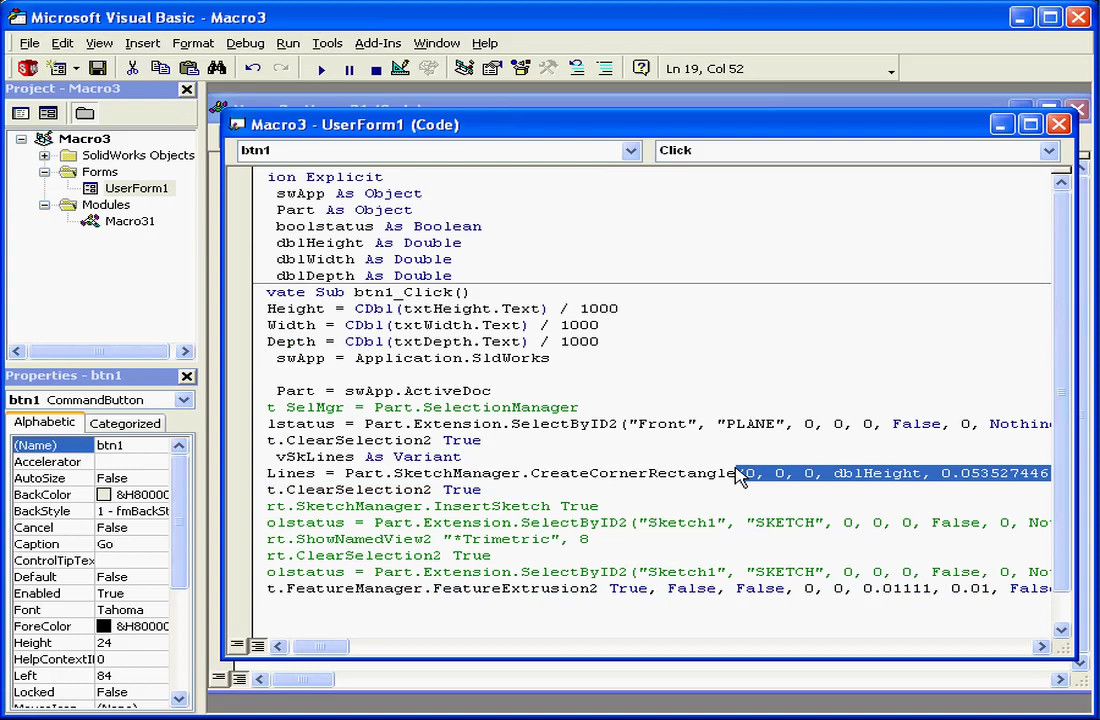 Microsoft Visual Basic - Macro3
File Edit View Insert Format Debug Run Tools Add-Ins Window Help
Ln 19, Col 52
Project - Macro3
Macro3
SolidWorks Objects
Forms
UserForm1
Modules
Macro31
Properties - btn1
btn1 CommandButton
Alphabetic Categorized
(Name) btn1
Accelerator
AutoSize False
BackColor &H8000C
BackStyle 1 - fmBackSt
Cancel False
Caption Go
ControlTipTex
Default False
Enabled True
Font Tahoma
ForeColor &H8000C
Height 24
HelpContextI 0
Left 84
Locked False
Macro3 - UserForm1 (Code)
btn1 Click
ion Explicit
swApp As Object
Part As Object
boolstatus As Boolean
dblHeight As Double
dblWidth As Double
dblDepth As Double
vate Sub btn1_Click()
Height = CDbl(txtHeight.Text) / 1000
Width = CDbl(txtWidth.Text) / 1000
Depth = CDbl(txtDepth.Text) / 1000
swApp = Application.SldWorks
Part = swApp.ActiveDoc
t SelMgr = Part.SelectionManager
lstatus = Part.Extension.SelectByID2("Front", "PLANE", 0, 0, 0, False, 0, Nothin
t.ClearSelection2 True
vSkLines As Variant
Lines = Part.SketchManager.CreateCornerRectangle(0, 0, 0, dblHeight, 0.053527446
t.ClearSelection2 True
rt.SketchManager.InsertSketch True
olstatus = Part.Extension.SelectByID2("Sketch1", "SKETCH", 0, 0, 0, False, 0, No
rt.ShowNamedView2 "*Trimetric", 8
rt.ClearSelection2 True
olstatus = Part.Extension.SelectByID2("Sketch1", "SKETCH", 0, 0, 0, False, 0, No
t.FeatureManager.FeatureExtrusion2 True, False, False, 0, 0, 0.01111, 0.01, Fals